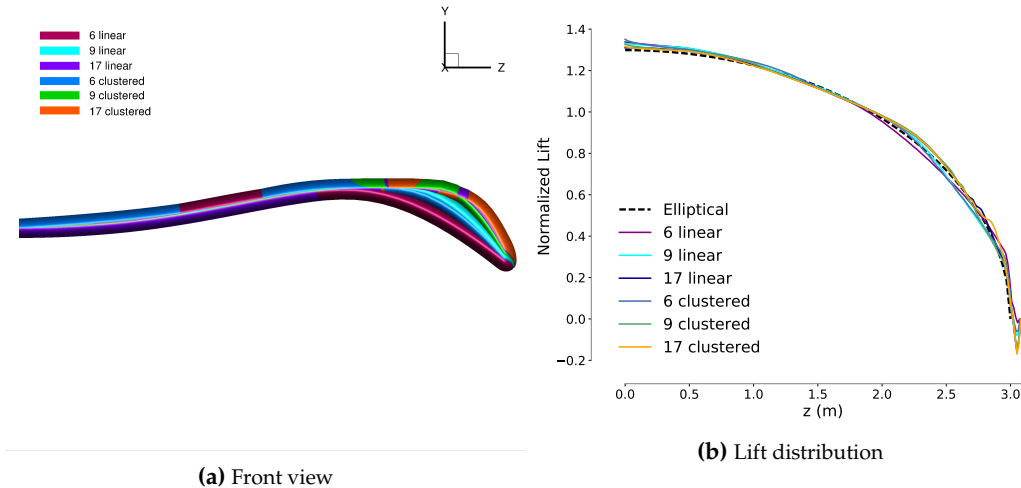 6 linear
9 linear
17 linear
6 clustered
9 clustered
17 clustered
Y
X
Z
(a) Front view
1.4
1.2
1.0
0.8
0.6
0.4
0.2
0.0
−0.2
Normalized Lift
Elliptical
6 linear
9 linear
17 linear
6 clustered
9 clustered
17 clustered
0.0 0.5 1.0 1.5 2.0 2.5 3.0
z (m)
(b) Lift distribution